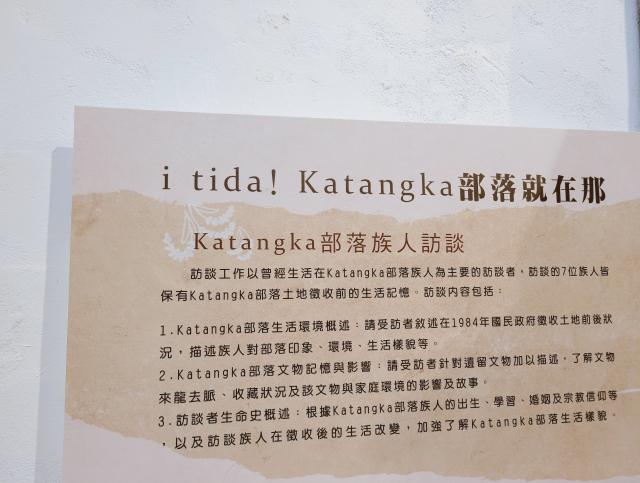 i tida! Katangka部落就在那
Katangka部落族人訪談
訪談工作以曾經生活在Katangka部落族人為主要的訪談者，訪談的7位族人皆
保有Katangka部落土地徵收前的生活記憶。訪談內容包括：
1.Katangka部落生活環境概述：請受訪者敘述在1984年國民政府徵收土地前後狀
況，描述族人對部落印象、環境、生活樣貌等。
2.Katangka部落文物記憶與影響：請受訪者針對遺留文物加以描述，了解文物
來龍去脈、收藏狀況及該文物與家庭環境的影響及故事。
3.訪談者生命史概述：根據Katangka部落族人的出生、學習、婚姻及宗教信仰等
，以及訪談族人在徵收後的生活改變，加強了解Katangka部落生活樣貌。